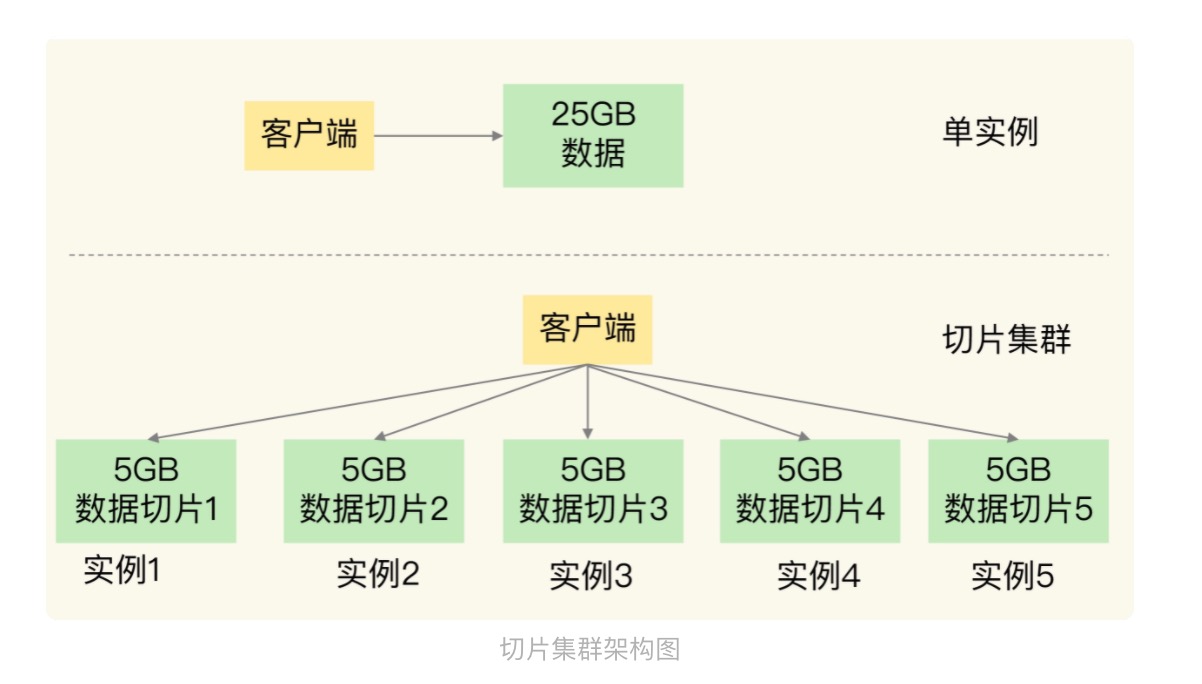 客户端
25GB
数据
单实例
客户端
切片集群
5GB
数据切片1
5GB
数据切片2
5GB
数据切片3
5GB
数据切片4
5GB
数据切片5
实例1
实例2
实例3
实例4
实例5
切片集群架构图